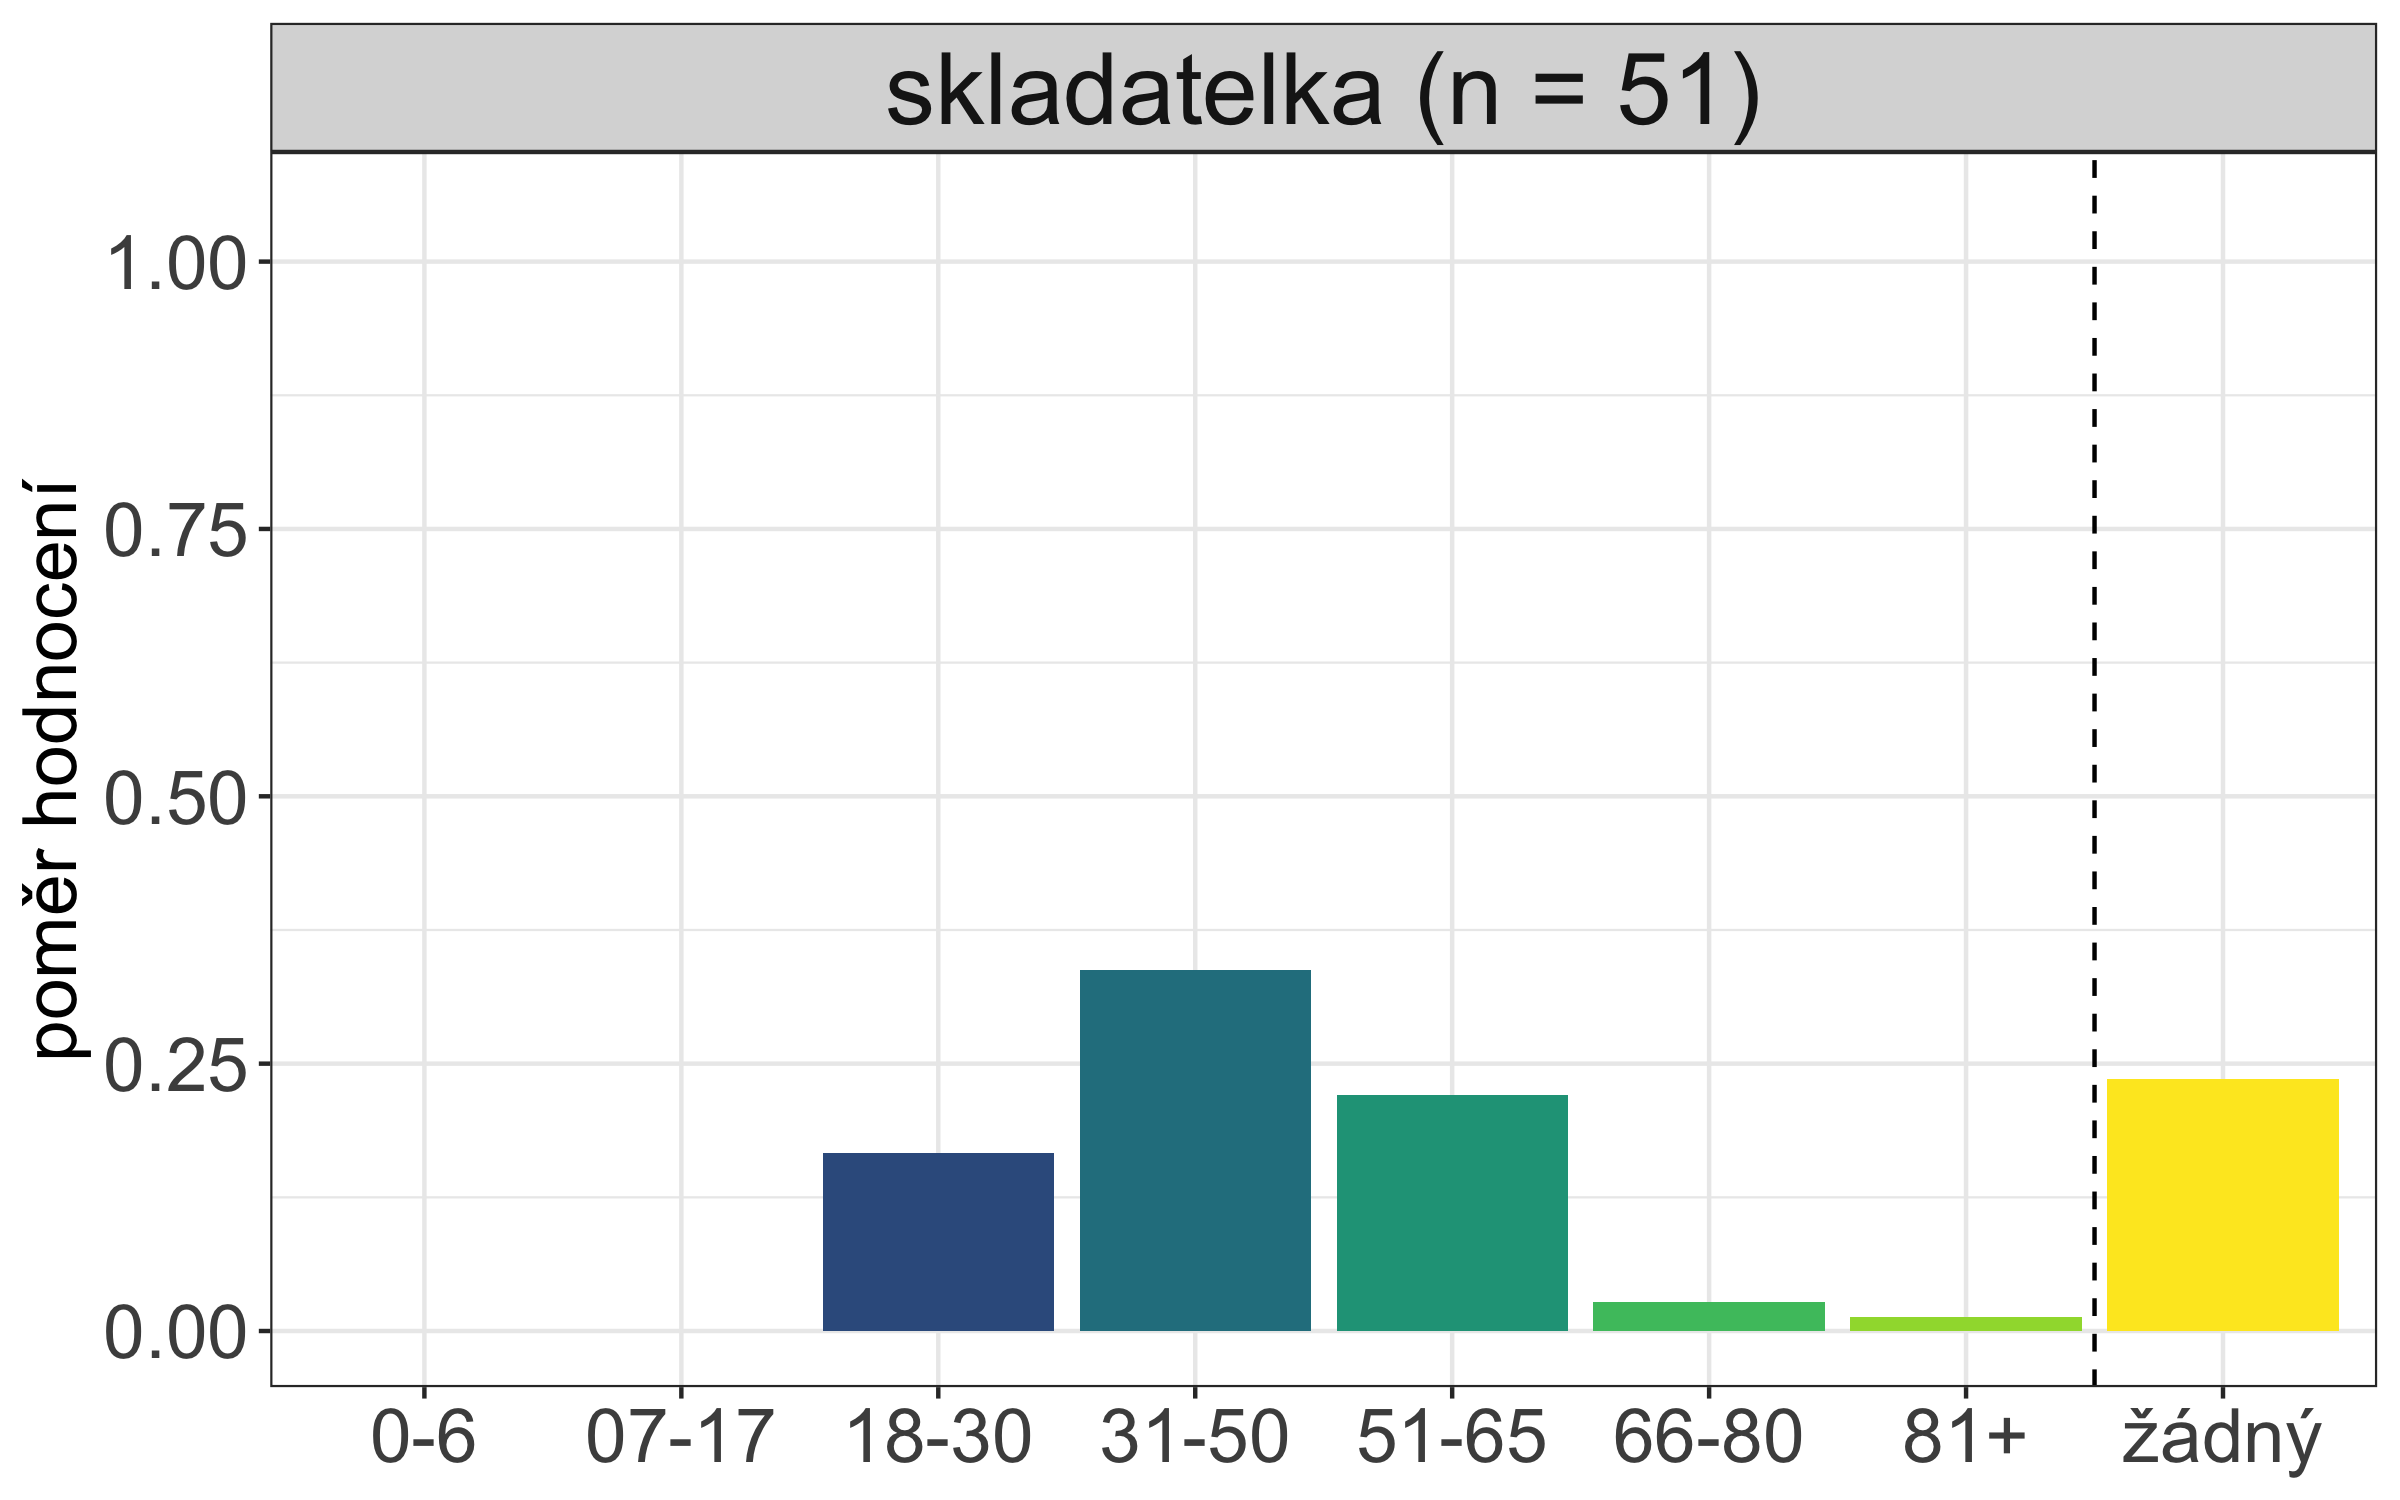 skladatelka (n = 51)
poměr hodnocení
1.00
0.75
0.50
0.25
0.00
0-6 07-17 18-30 31-50 51-65 66-80 81+ žádný